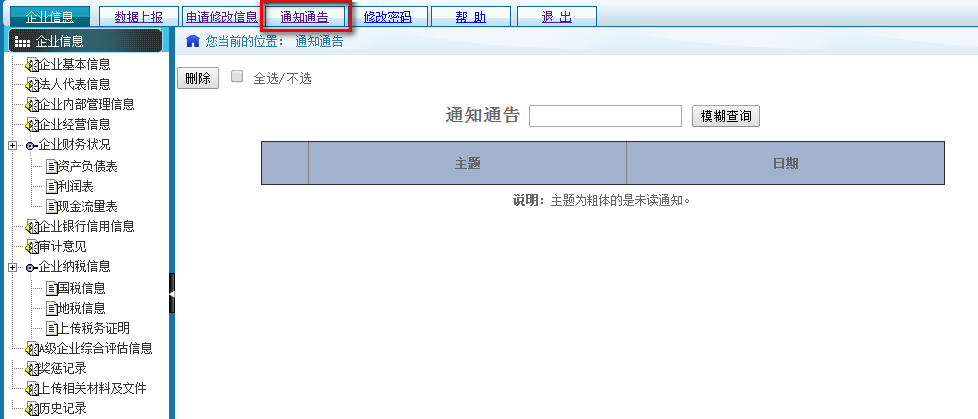 企业信息 数据上报 申请修改信息 通知通告 修改密码 帮 助 退 出
企业信息
您当前的位置： 通知通告
企业基本信息
法人代表信息
企业内部管理信息
企业经营信息
企业财务状况
资产负债表
利润表
现金流量表
企业银行信用信息
审计意见
企业纳税信息
国税信息
地税信息
上传税务证明
A级企业综合评估信息
奖惩记录
上传相关材料及文件
历史记录
删除 全选/不选
通知通告 模糊查询
主题 日期
说明：主题为粗体的是未读通知。